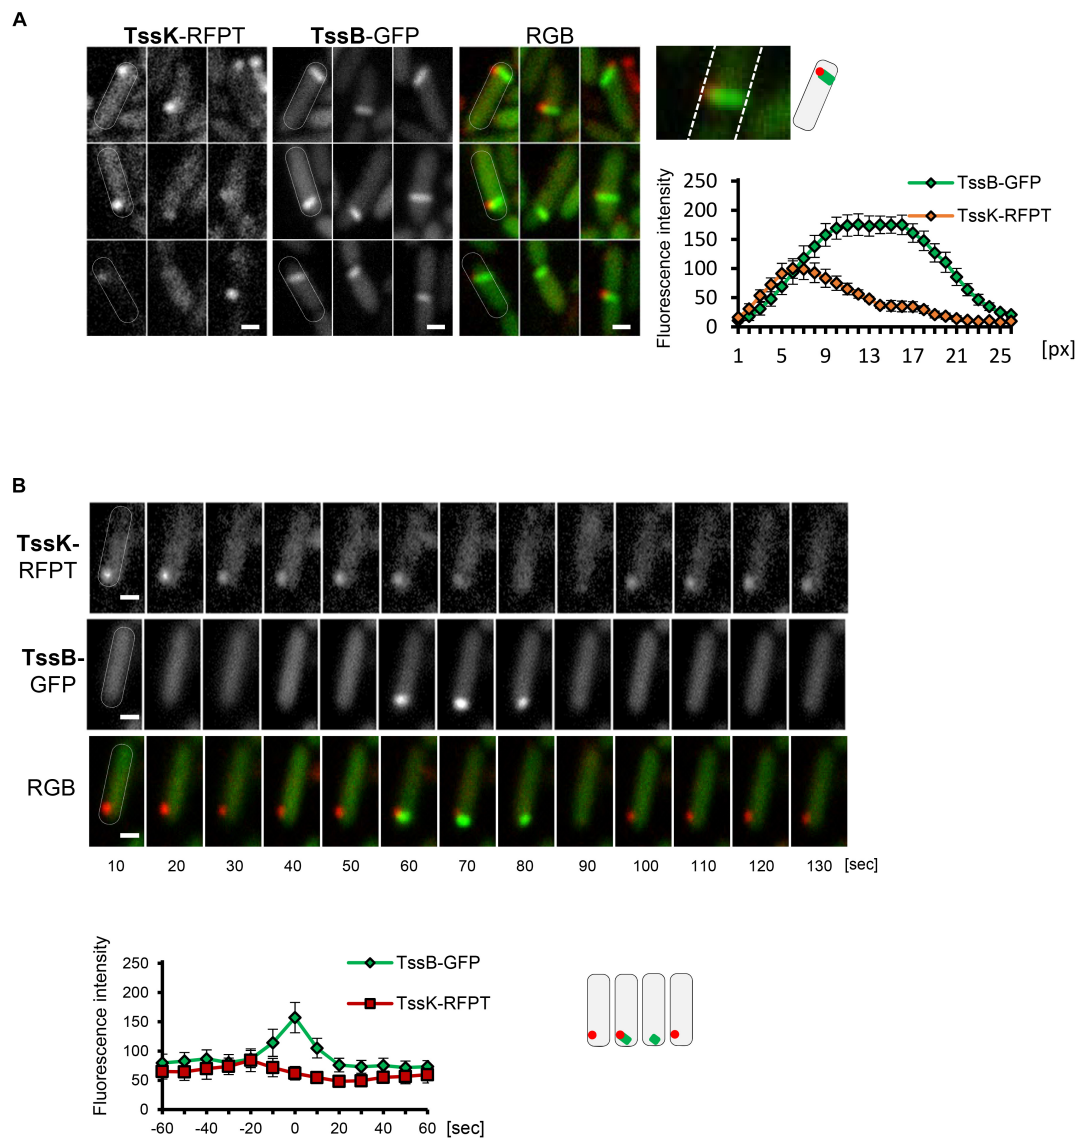 A
TssK-RFPT TssB-GFP RGB
250
200
150
100
50
0
Fluorescence intensity
TssB-GFP
TssK-RFPT
1 5 9 13 17 21 25 [px]
B
TssK-
RFPT
TssB-
GFP
RGB
10 20 30 40 50 60 70 80 90 100 110 120 130 [sec]
250
200
150
100
50
0
Fluorescence intensity
TssB-GFP
TssK-RFPT
-60 -40 -20 0 20 40 60 [sec]